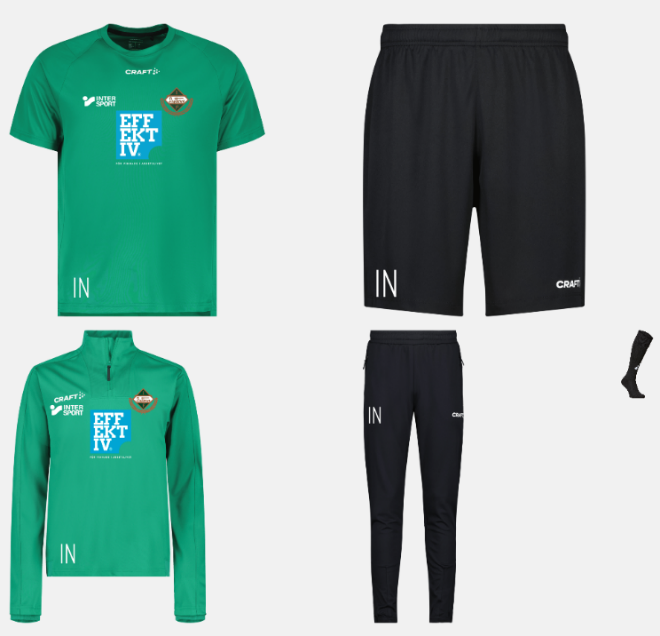 CRAFT
INTER
SPORT
EFF
EKT
IV.
IN
IN
CRAFT
CRAFT
INTER
SPORT
EFF
EKT
IV.
IN
IN
CRAFT